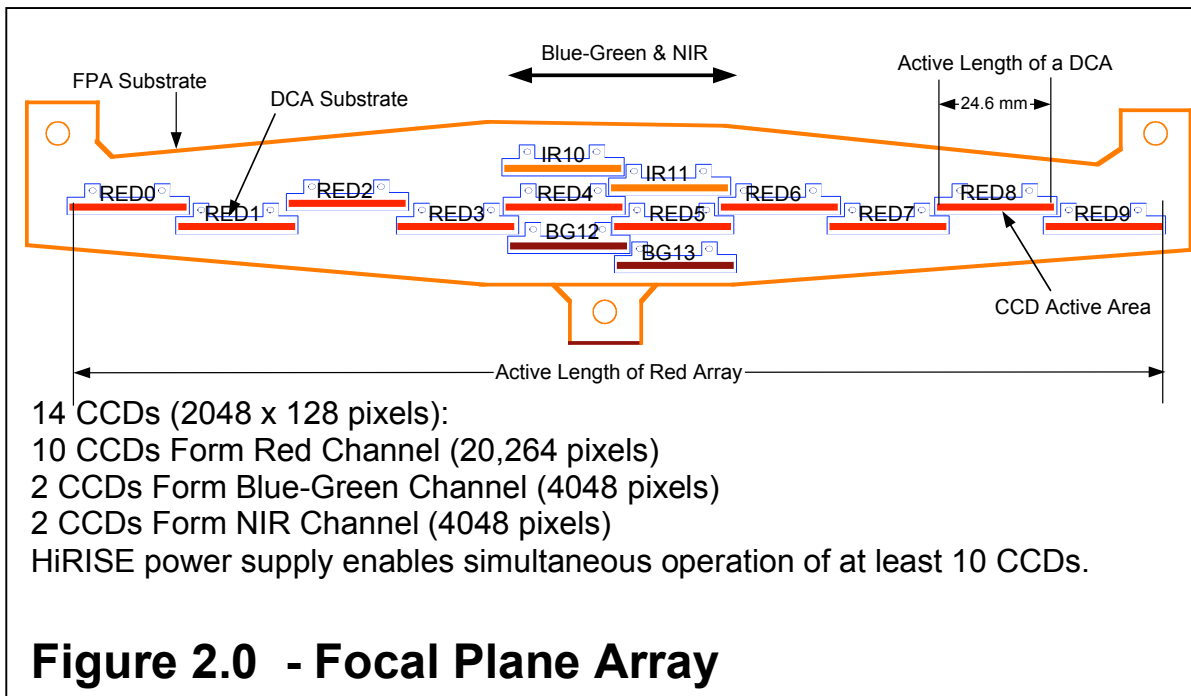 Blue-Green & NIR
FPA Substrate
DCA Substrate
Active Length of a DCA
24.6 mm
IR10
IR11
RED0
RED1
RED2
RED3
RED4
RED5
RED6
RED7
RED8
RED9
BG12
BG13
CCD Active Area
Active Length of Red Array
14 CCDs (2048 x 128 pixels):
10 CCDs Form Red Channel (20,264 pixels)
2 CCDs Form Blue-Green Channel (4048 pixels)
2 CCDs Form NIR Channel (4048 pixels)
HiRISE power supply enables simultaneous operation of at least 10 CCDs.
Figure 2.0 - Focal Plane Array